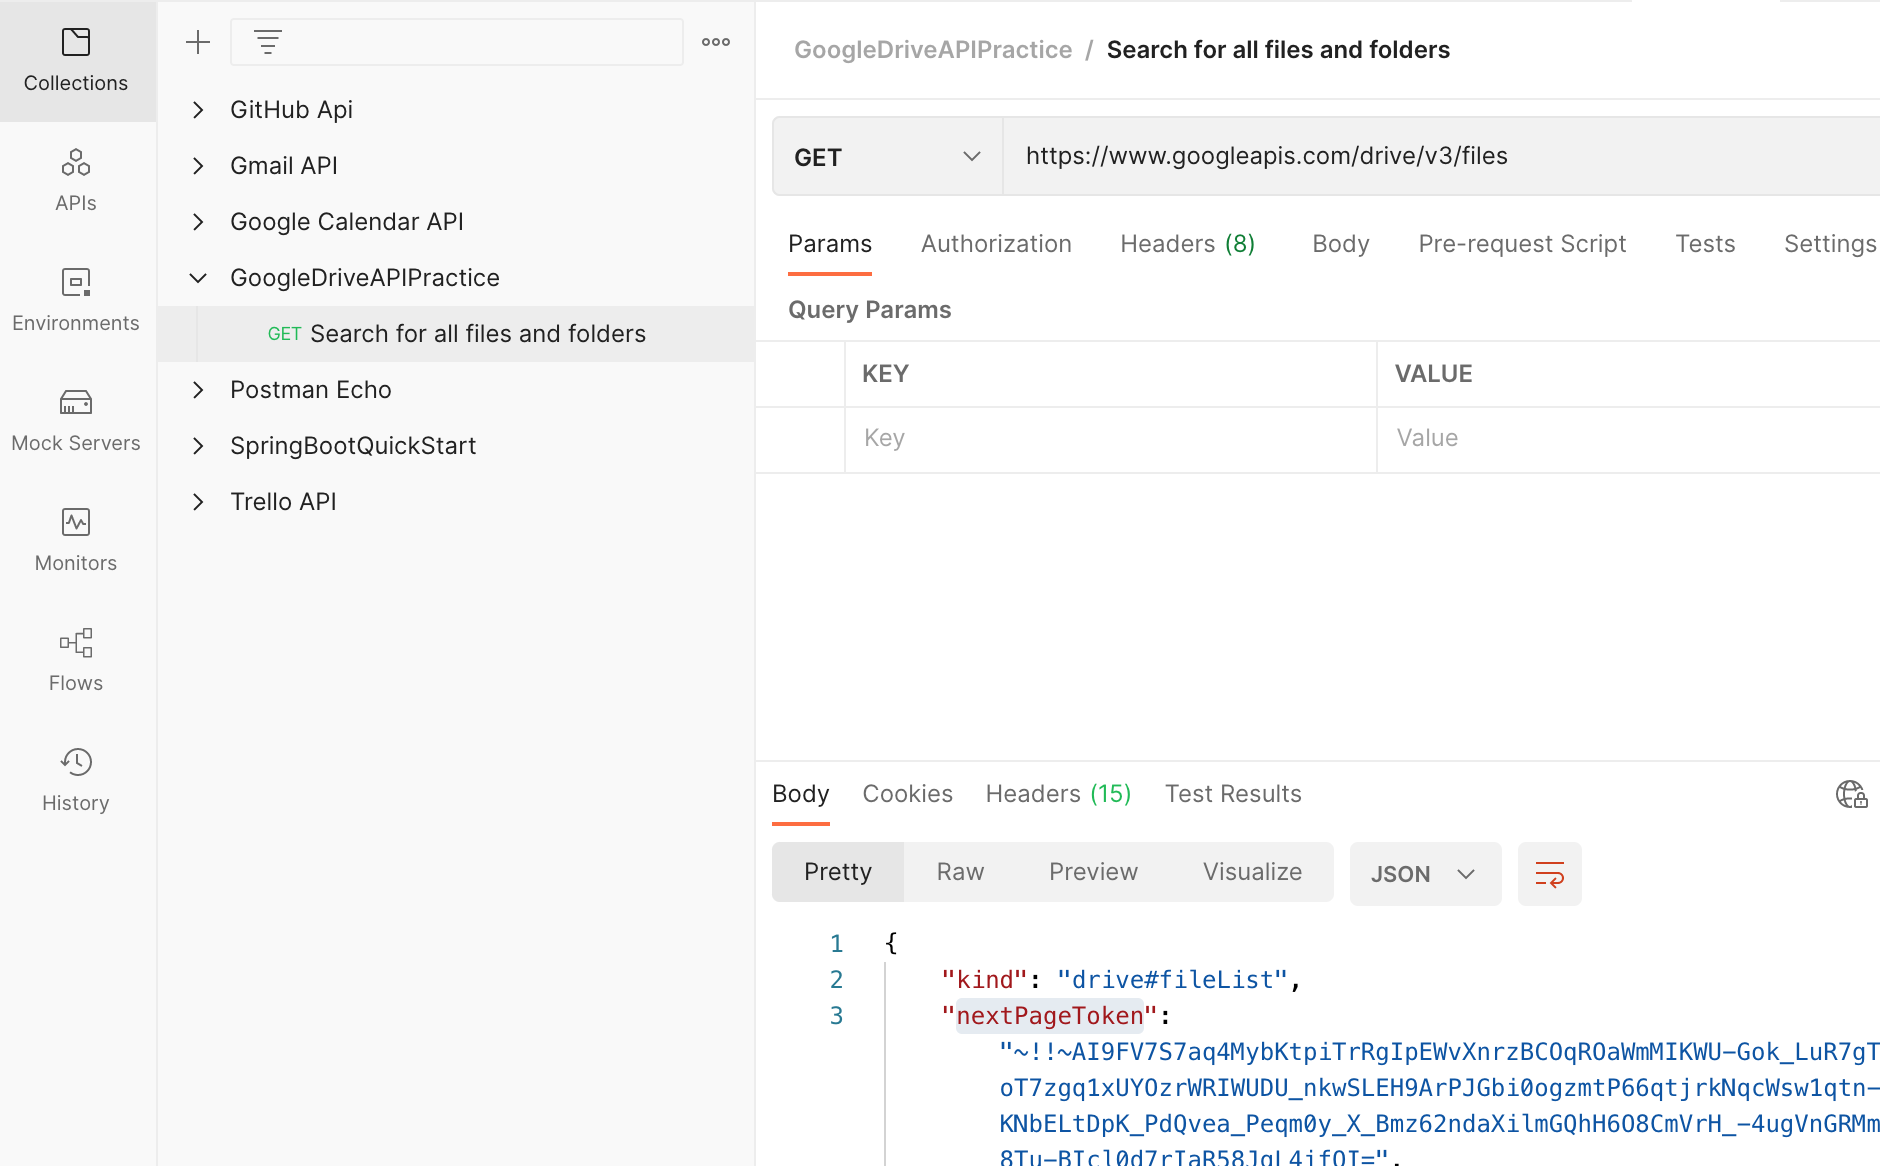 Collections
APIs
Environments
Mock Servers
Monitors
Flows
History
GitHub Api
Gmail API
Google Calendar API
GoogleDriveAPIPractice
GET Search for all files and folders
Postman Echo
SpringBootQuickStart
Trello API
GoogleDriveAPIPractice / Search for all files and folders
GET https://www.googleapis.com/drive/v3/files
Params Authorization Headers (8) Body Pre-request Script Tests Settings
Query Params
KEY VALUE
Key Value
Body Cookies Headers (15) Test Results
Pretty Raw Preview Visualize JSON
1 {
2 "kind": "drive#fileList",
3 "nextPageToken":
"~!!~AI9FV7S7aq4MybKtpiTrRgIpEWvXnrzBCOqROaWmMIKWU-Gok_LuR7gT
oT7zgq1xUYOzrWRIWUDU_nkwSLEH9ArPJGbi0ogzmtP66qtjrkNqcWsw1qtn-
KNbELtDpK_PdQvea_Peqm0y_X_Bmz62ndaXilmGQhH6O8CmVrH_-4ugVnGRMm